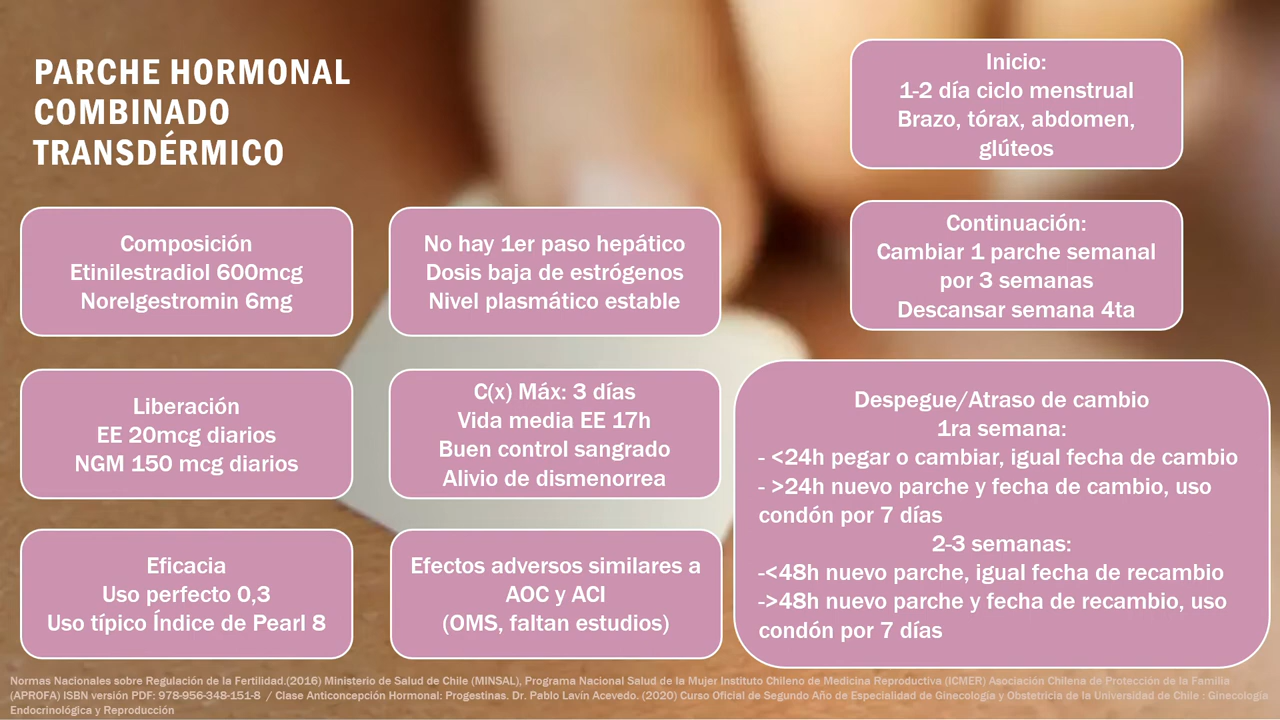 PARCHE HORMONAL
COMBINADO
TRANSDÉRMICO
Composición
Etinilestradiol 600mcg
Norelgestromin 6mg
Liberación
EE 20mcg diarios
NGM 150 mcg diarios
Eficacia
Uso perfecto 0,3
Uso típico Índice de Pearl 8
No hay 1er paso hepático
Dosis baja de estrógenos
Nivel plasmático estable
C(x) Máx: 3 días
Vida media EE 17h
Buen control sangrado
Alivio de dismenorrea
Efectos adversos similares a
AOC y ACI
(OMS, faltan estudios)
Inicio:
1-2 día ciclo menstrual
Brazo, tórax, abdomen,
glúteos
Continuación:
Cambiar 1 parche semanal
por 3 semanas
Descansar semana 4ta
Despegue/Atraso de cambio
1ra semana:
- <24h pegar o cambiar, igual fecha de cambio
- >24h nuevo parche y fecha de cambio, uso
condón por 7 días
2-3 semanas:
-<48h nuevo parche, igual fecha de recambio
->48h nuevo parche y fecha de recambio, uso
condón por 7 días
Normas Nacionales sobre Regulación de la Fertilidad.(2016) Ministerio de Salud de Chile (MINSAL), Programa Nacional Salud de la Mujer Instituto Chileno de Medicina Reproductiva (ICMER) Asociación Chilena de Protección de la Familia
(APROFA) ISBN versión PDF: 978-956-348-151-8 / Clase Anticoncepción Hormonal: Progestinas. Dr. Pablo Lavín Acevedo. (2020) Curso Oficial de Segundo Año de Especialidad de Ginecología y Obstetricia de la Universidad de Chile : Ginecología
Endocrinológica y Reproducción